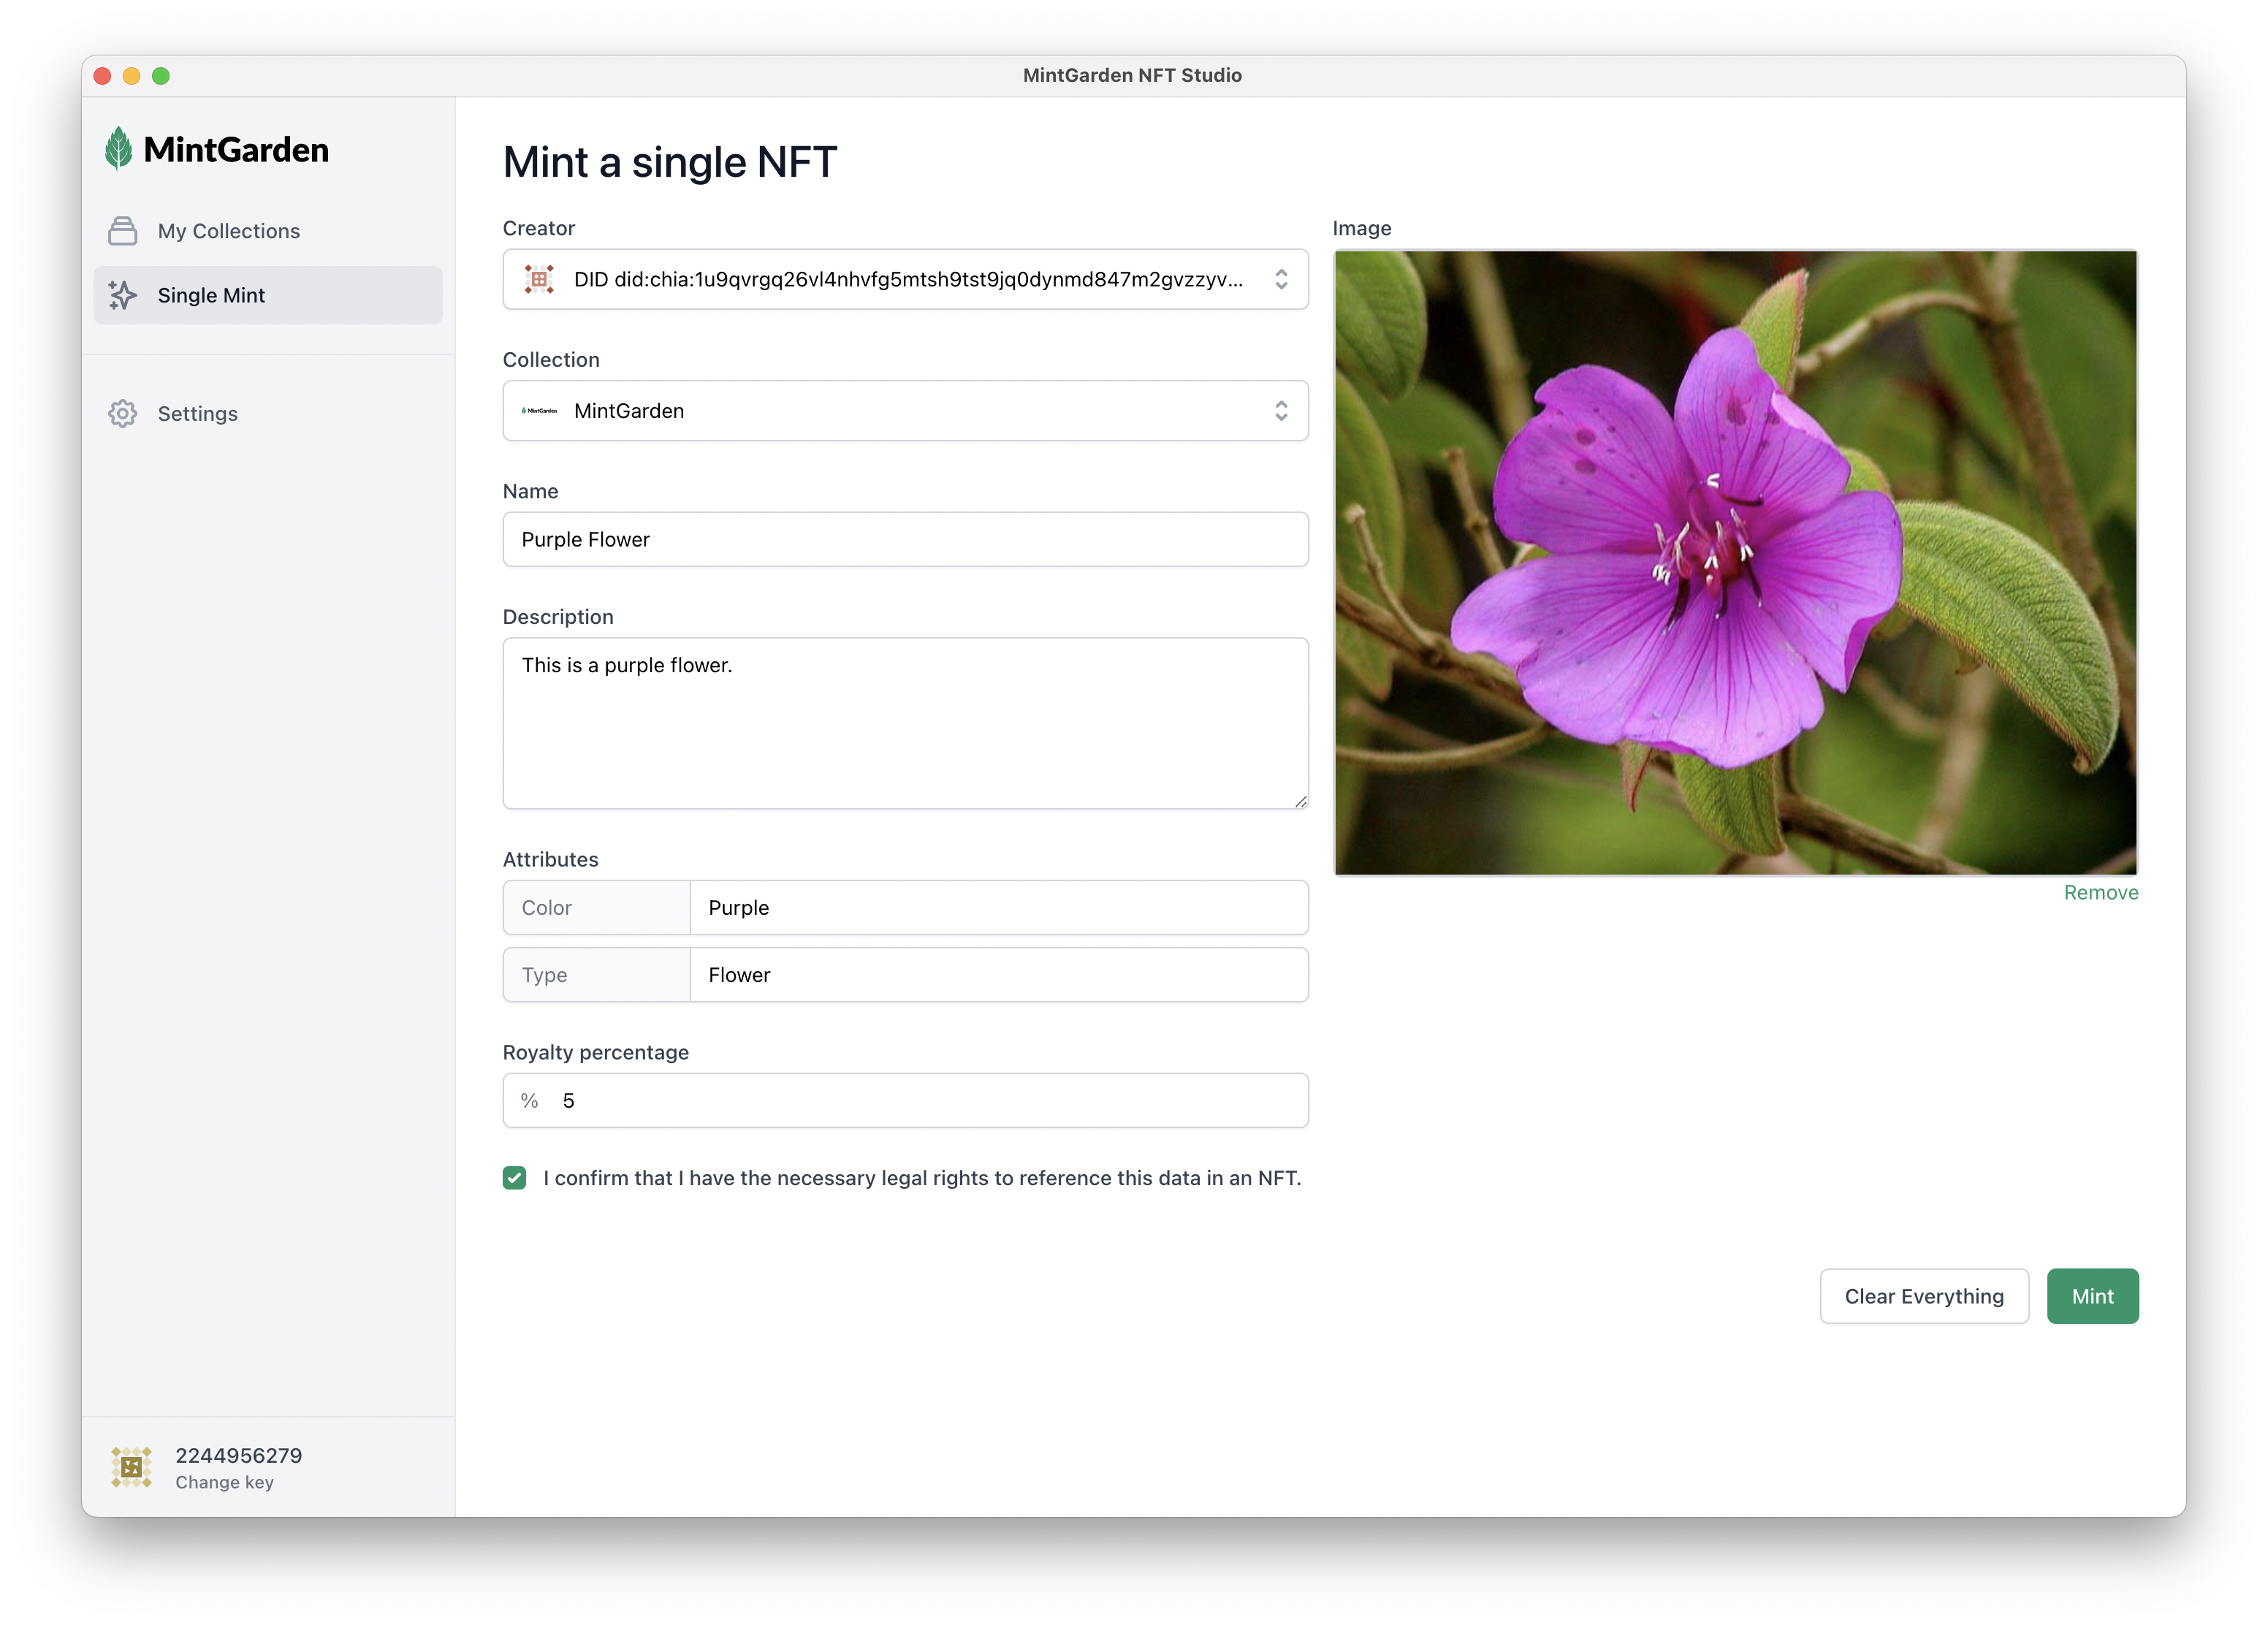 MintGarden NFT Studio
MintGarden
My Collections
Single Mint
Settings
2244956279
Change key
Mint a single NFT
Creator
DID did:chia:1u9qvrgq26vl4nhvfg5mtsh9tst9jq0dynmd847m2gvzzyv...
Collection
MintGarden MintGarden
Name
Purple Flower
Description
This is a purple flower.
Attributes
Color Purple
Type Flower
Royalty percentage
% 5
I confirm that I have the necessary legal rights to reference this data in an NFT.
Image
Remove
Clear Everything Mint